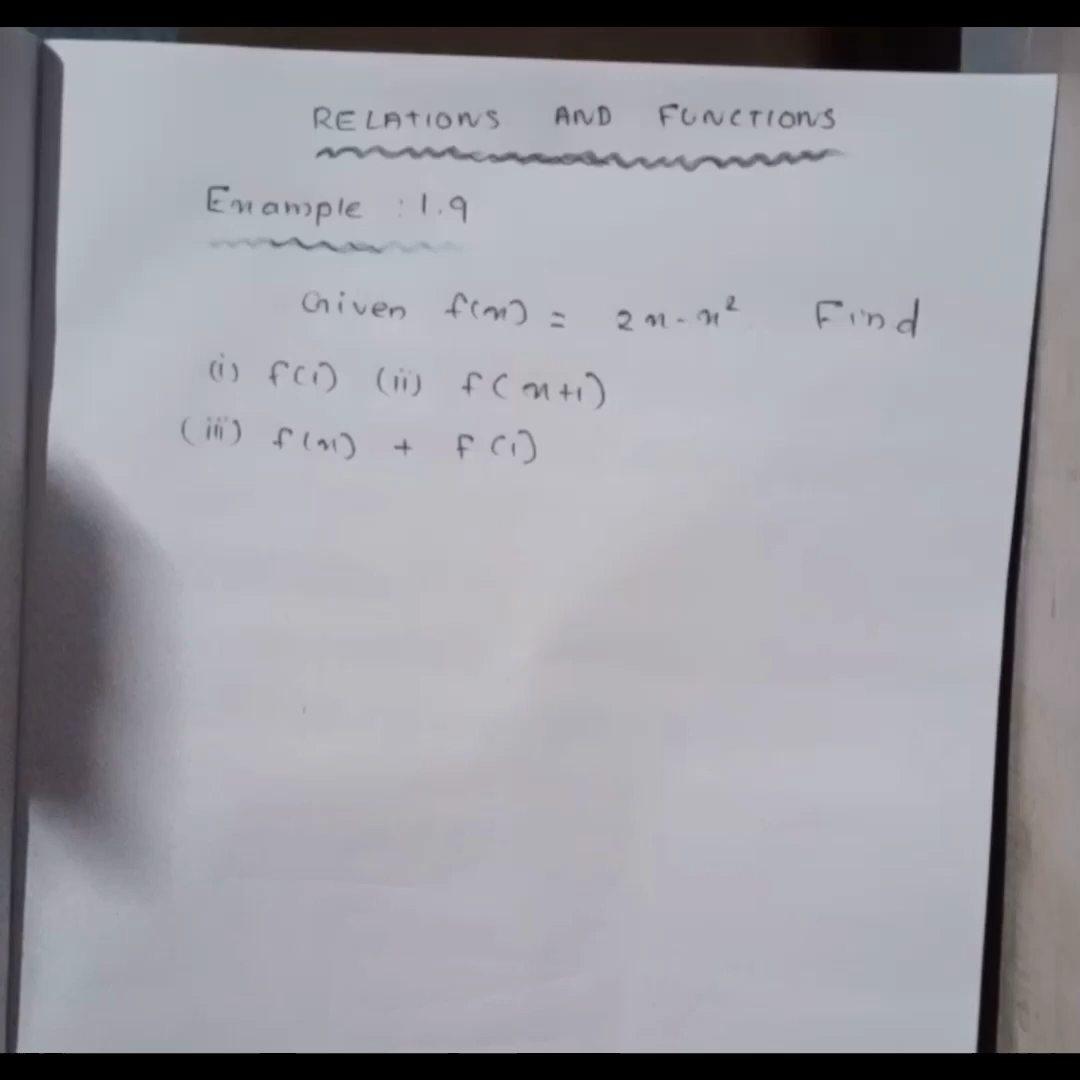 RELATIONS AND FUNCTIONS
Example : 1.9
Given f(x) = 2x - x² Find
(i) f(1) (ii) f(x+1)
(iii) f(x) + f(1)